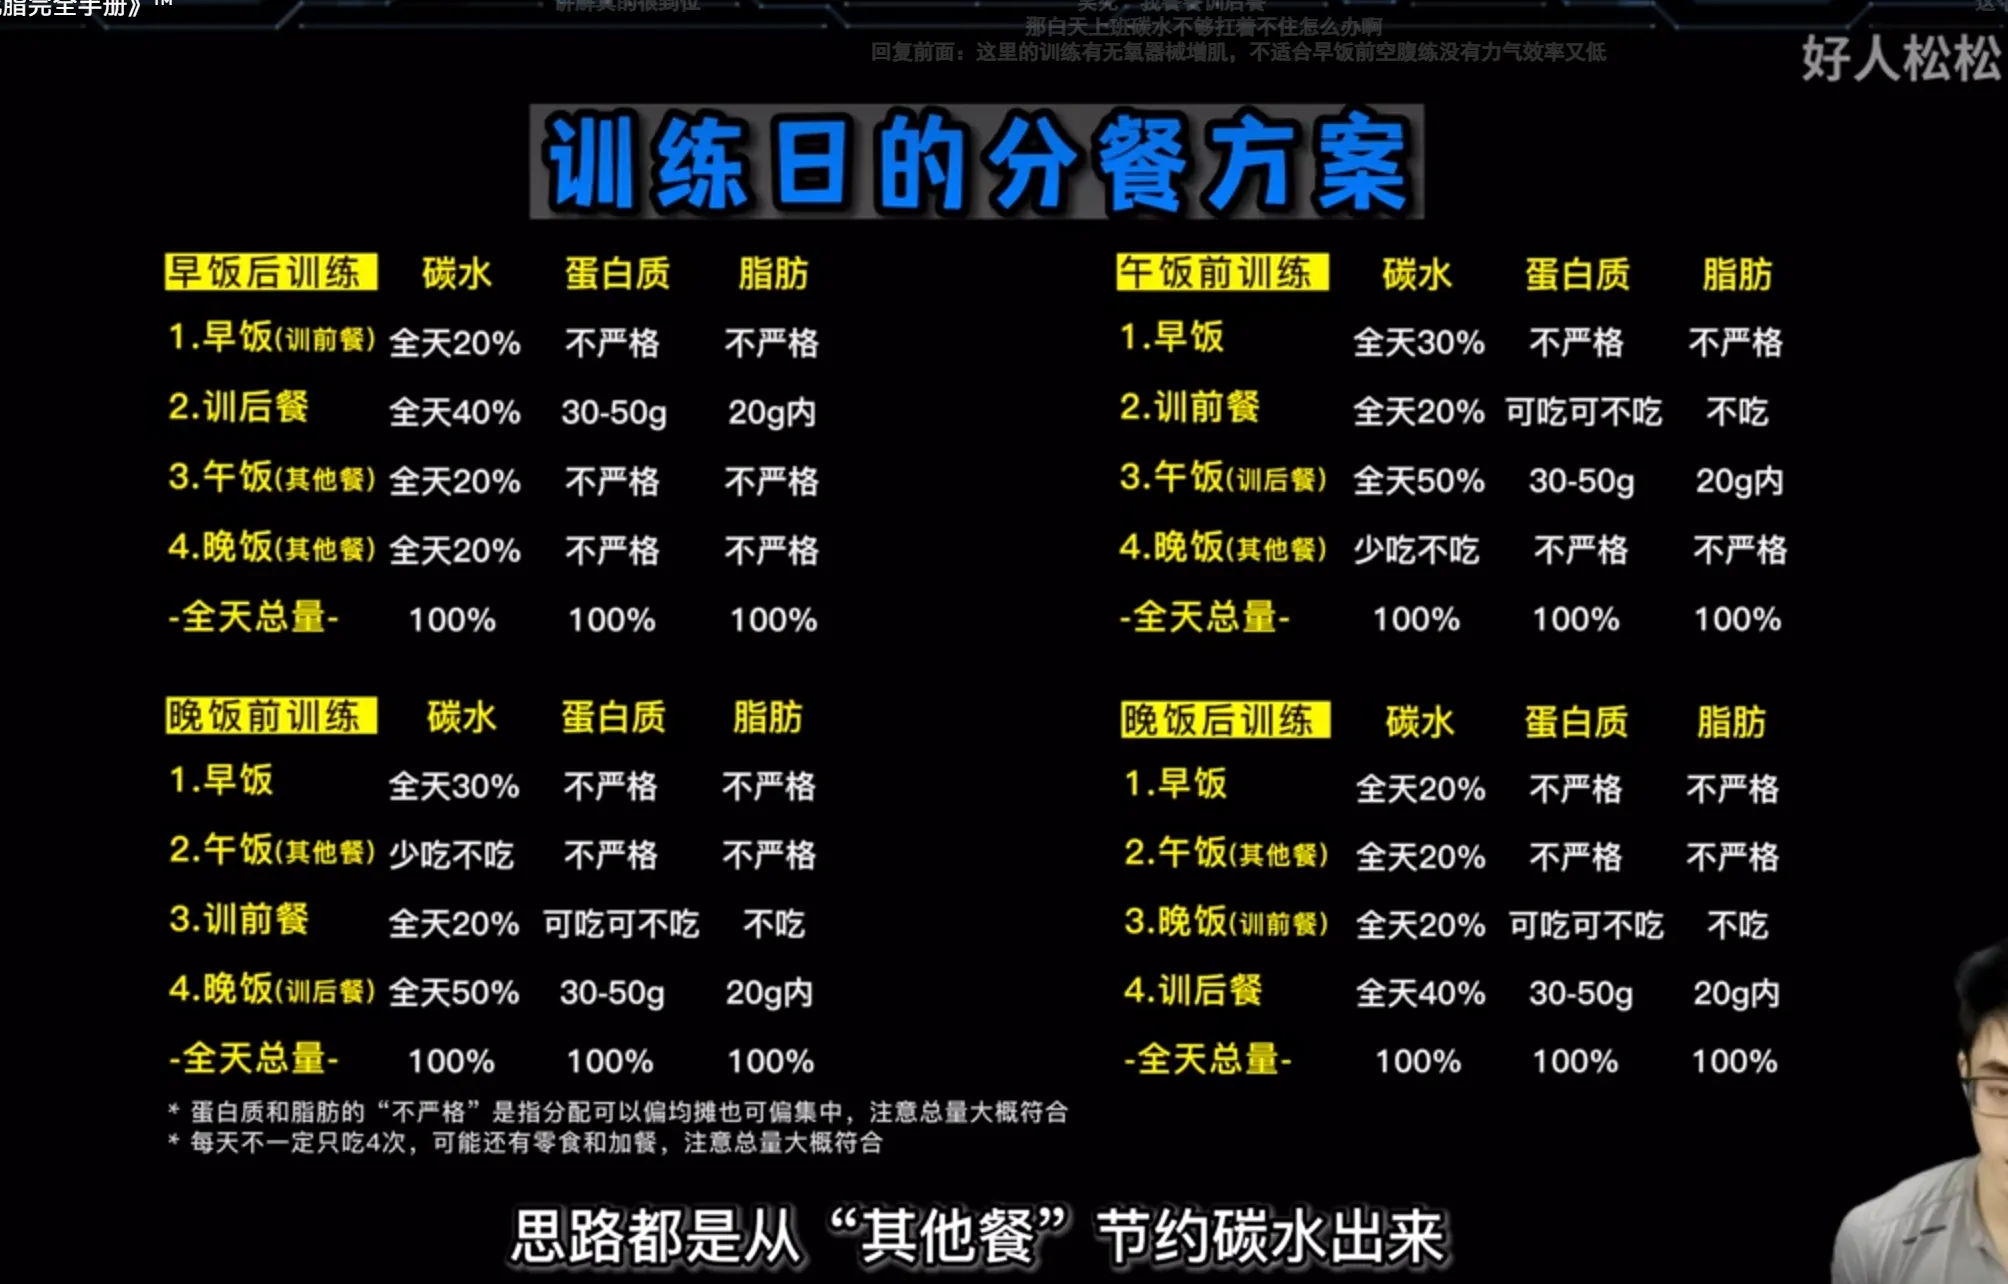 脂完全手册》™
讲解真的很到位
那白天上班碳水不够扛着不住怎么办啊
回复前面：这里的训练有无氧器械增肌，不适合早饭前空腹练没有力气效率又低
好人松松
训练日的分餐方案
早饭后训练 碳水 蛋白质 脂肪
1.早饭(训前餐) 全天20% 不严格 不严格
2.训后餐 全天40% 30-50g 20g内
3.午饭(其他餐) 全天20% 不严格 不严格
4.晚饭(其他餐) 全天20% 不严格 不严格
-全天总量- 100% 100% 100%
午饭前训练 碳水 蛋白质 脂肪
1.早饭 全天30% 不严格 不严格
2.训前餐 全天20% 可吃可不吃 不吃
3.午饭(训后餐) 全天50% 30-50g 20g内
4.晚饭(其他餐) 少吃不吃 不严格 不严格
-全天总量- 100% 100% 100%
晚饭前训练 碳水 蛋白质 脂肪
1.早饭 全天30% 不严格 不严格
2.午饭(其他餐) 少吃不吃 不严格 不严格
3.训前餐 全天20% 可吃可不吃 不吃
4.晚饭(训后餐) 全天50% 30-50g 20g内
-全天总量- 100% 100% 100%
晚饭后训练 碳水 蛋白质 脂肪
1.早饭 全天20% 不严格 不严格
2.午饭(其他餐) 全天20% 不严格 不严格
3.晚饭(训前餐) 全天20% 可吃可不吃 不吃
4.训后餐 全天40% 30-50g 20g内
-全天总量- 100% 100% 100%
* 蛋白质和脂肪的“不严格”是指分配可以偏均摊也可偏集中，注意总量大概符合
* 每天不一定只吃4次，可能还有零食和加餐，注意总量大概符合
思路都是从“其他餐”节约碳水出来